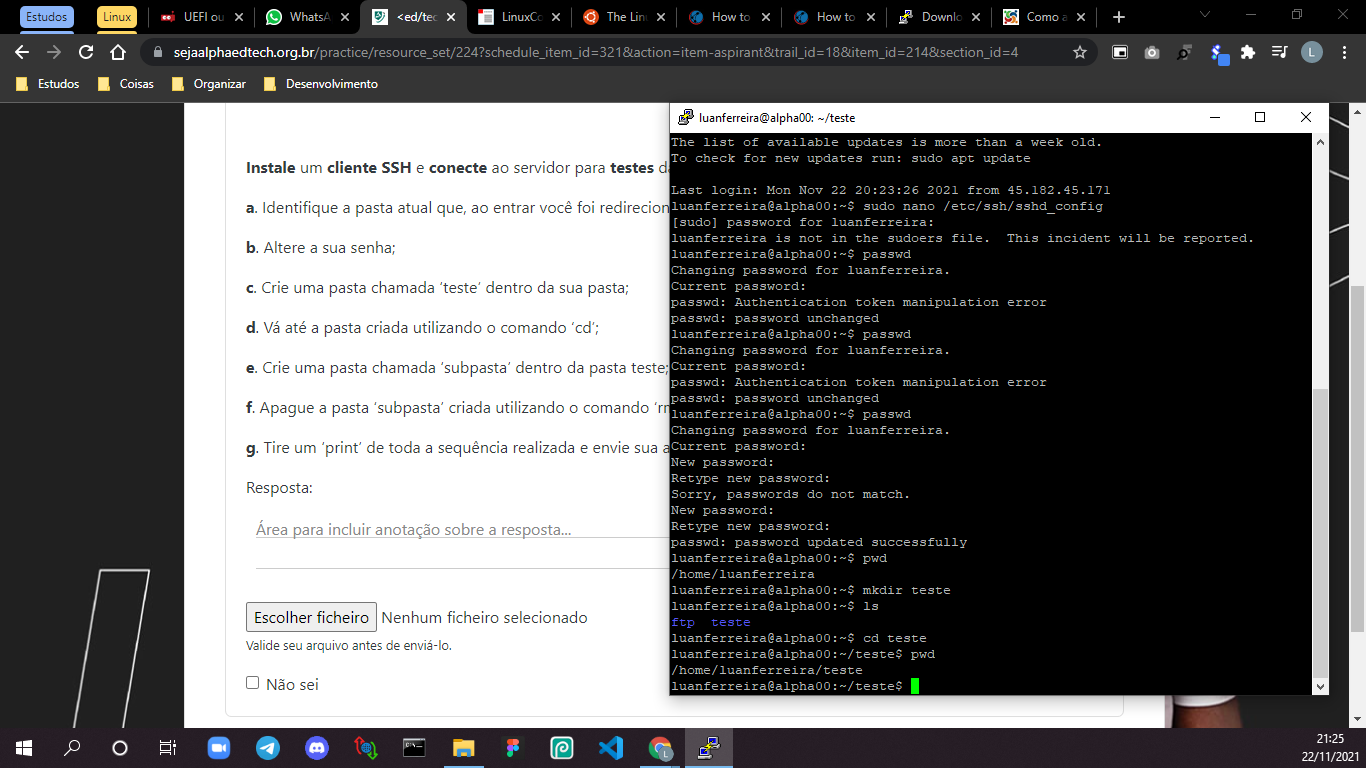 Estudos
Linux
UEFI ou
WhatsA
<ed/tec
LinuxCo
The Lin
How to
How to
Downlo
Como a
sejaalphaedtech.org.br/practice/resource_set/224?schedule_item_id=321&action=item-aspirant&trail_id=18&item_id=214&section_id=4
L
Estudos
Coisas
Organizar
Desenvolvimento
Instale um cliente SSH e conecte ao servidor para testes da
a. Identifique a pasta atual que, ao entrar você foi redirecion
b. Altere a sua senha;
c. Crie uma pasta chamada ‘teste’ dentro da sua pasta;
d. Vá até a pasta criada utilizando o comando ‘cd’;
e. Crie uma pasta chamada ‘subpasta’ dentro da pasta teste;
f. Apague a pasta ‘subpasta’ criada utilizando o comando ‘rm
g. Tire um ‘print’ de toda a sequência realizada e envie sua a
Resposta:
Área para incluir anotação sobre a resposta...
Escolher ficheiro Nenhum ficheiro selecionado
Valide seu arquivo antes de enviá-lo.
Não sei
luanferreira@alpha00: ~/teste
The list of available updates is more than a week old.
To check for new updates run: sudo apt update
Last login: Mon Nov 22 20:23:26 2021 from 45.182.45.171
luanferreira@alpha00:~$ sudo nano /etc/ssh/sshd_config
[sudo] password for luanferreira:
luanferreira is not in the sudoers file.  This incident will be reported.
luanferreira@alpha00:~$ passwd
Changing password for luanferreira.
Current password:
passwd: Authentication token manipulation error
passwd: password unchanged
luanferreira@alpha00:~$ passwd
Changing password for luanferreira.
Current password:
passwd: Authentication token manipulation error
passwd: password unchanged
luanferreira@alpha00:~$ passwd
Changing password for luanferreira.
Current password:
New password:
Retype new password:
Sorry, passwords do not match.
New password:
Retype new password:
passwd: password updated successfully
luanferreira@alpha00:~$ pwd
/home/luanferreira
luanferreira@alpha00:~$ mkdir teste
luanferreira@alpha00:~$ ls
ftp  teste
luanferreira@alpha00:~$ cd teste
luanferreira@alpha00:~/teste$ pwd
/home/luanferreira/teste
luanferreira@alpha00:~/teste$
21:25
22/11/2021